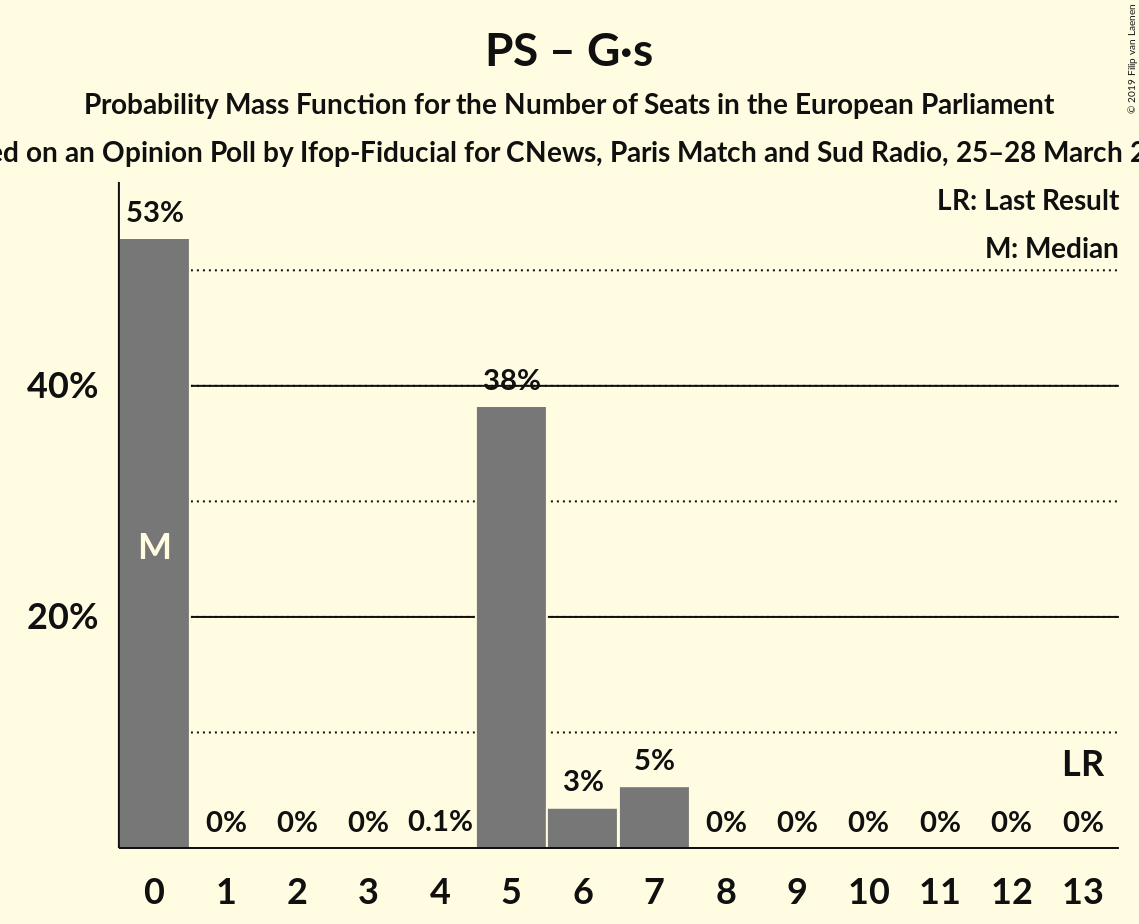 PS – G·s
Probability Mass Function for the Number of Seats in the European Parliament
on an Opinion Poll by Ifop-Fiducial for CNews, Paris Match and Sud Radio, 25–28 March
© 2019 Filip van Laenen
LR: Last Result
M: Median
53%
40%
38%
M
20%
LR
5%
3%
0% 0% 0% 0.1% 0% 0% 0% 0% 0% 0%
0 1 2 3 4 5 6 7 8 9 10 11 12 13